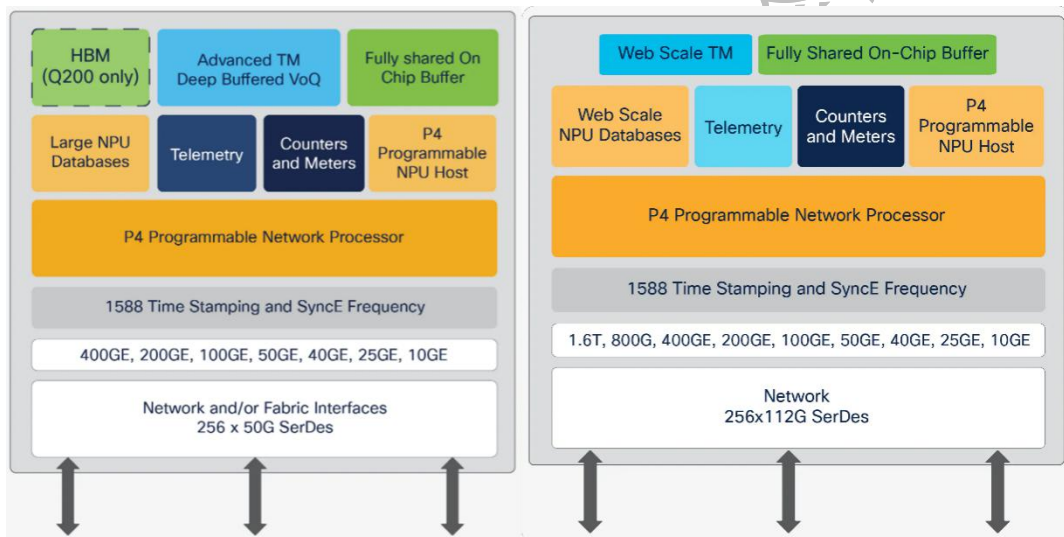 HBM
(Q200 only)
Advanced TM
Deep Buffered VoQ
Fully shared On
Chip Buffer
Large NPU
Databases
Telemetry
Counters
and Meters
P4
Programmable
NPU Host
P4 Programmable Network Processor
1588 Time Stamping and SyncE Frequency
400GE, 200GE, 100GE, 50GE, 40GE, 25GE, 10GE
Network and/or Fabric Interfaces
256 x 50G SerDes
Web Scale TM
Fully Shared On-Chip Buffer
Web Scale
NPU Databases
Telemetry
Counters
and Meters
P4
Programmable
NPU Host
P4 Programmable Network Processor
1588 Time Stamping and SyncE Frequency
1.6T, 800G, 400GE, 200GE, 100GE, 50GE, 40GE, 25GE, 10GE
Network
256x112G SerDes